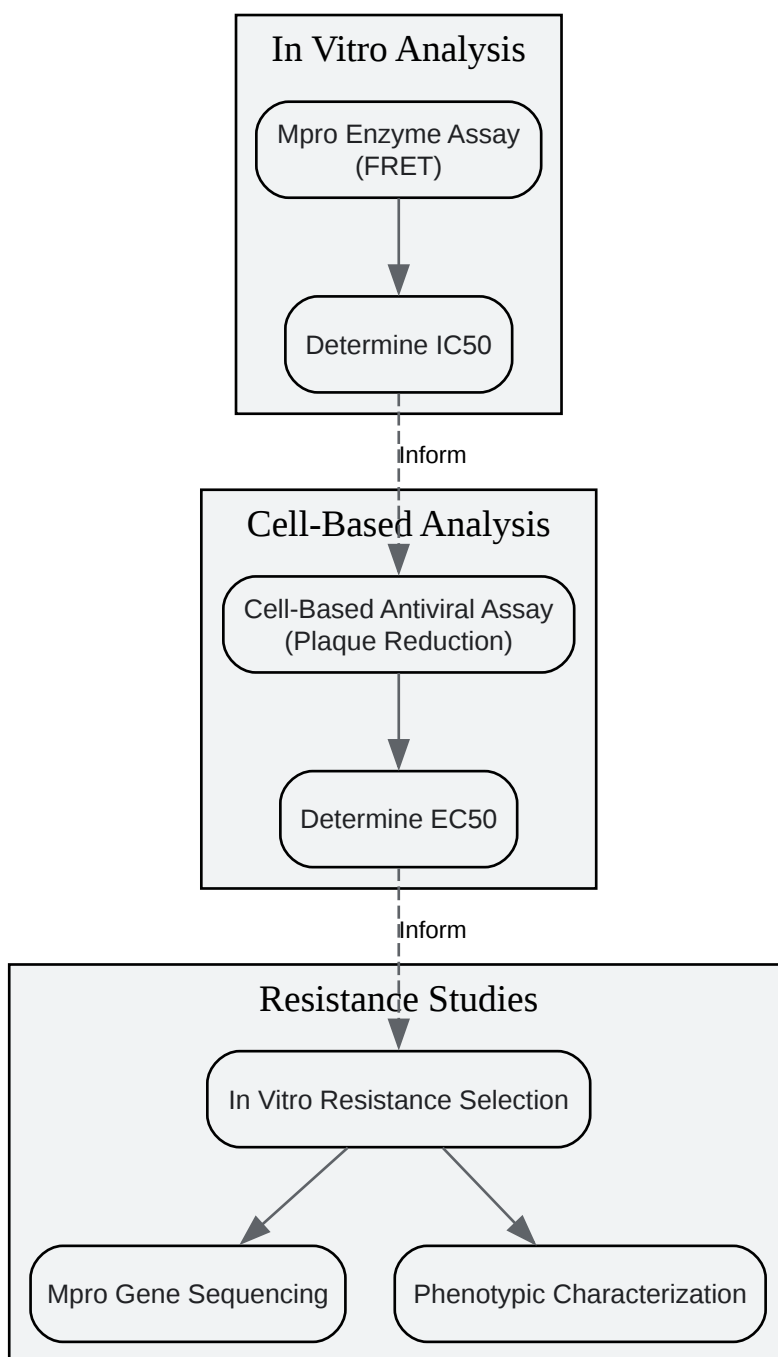 In Vitro Analysis
Mpro Enzyme Assay
(FRET)
Determine IC50
Inform
Cell-Based Analysis
Cell-Based Antiviral Assay
(Plaque Reduction)
Determine EC50
Inform
Resistance Studies
In Vitro Resistance Selection
Mpro Gene Sequencing
Phenotypic Characterization